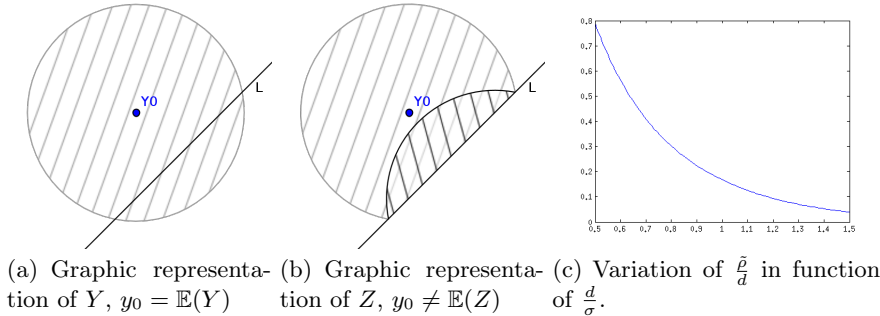 Y0
L
Y0
L
0.8
0.7
0.6
0.5
0.4
0.3
0.2
0.1
0
0.5 0.6 0.7 0.8 0.9 1 1.1 1.2 1.3 1.4 1.5
(a) Graphic representa-
tion of Y, y₀ = 𝔼(Y)
(b) Graphic representa-
tion of Z, y₀ ≠ 𝔼(Z)
(c) Variation of ρ̃/d in function
of d/σ.